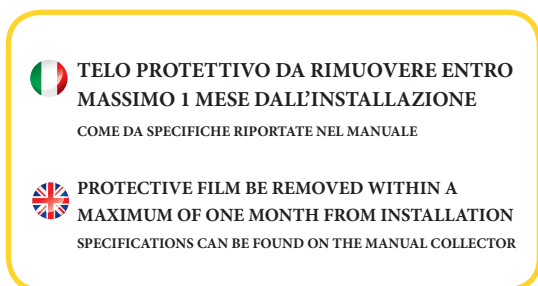 TELO PROTETTIVO DA RIMUOVERE ENTRO
MASSIMO 1 MESE DALL'INSTALLAZIONE
COME DA SPECIFICHE RIPORTATE NEL MANUALE
PROTECTIVE FILM BE REMOVED WITHIN A
MAXIMUM OF ONE MONTH FROM INSTALLATION
SPECIFICATIONS CAN BE FOUND ON THE MANUAL COLLECTOR